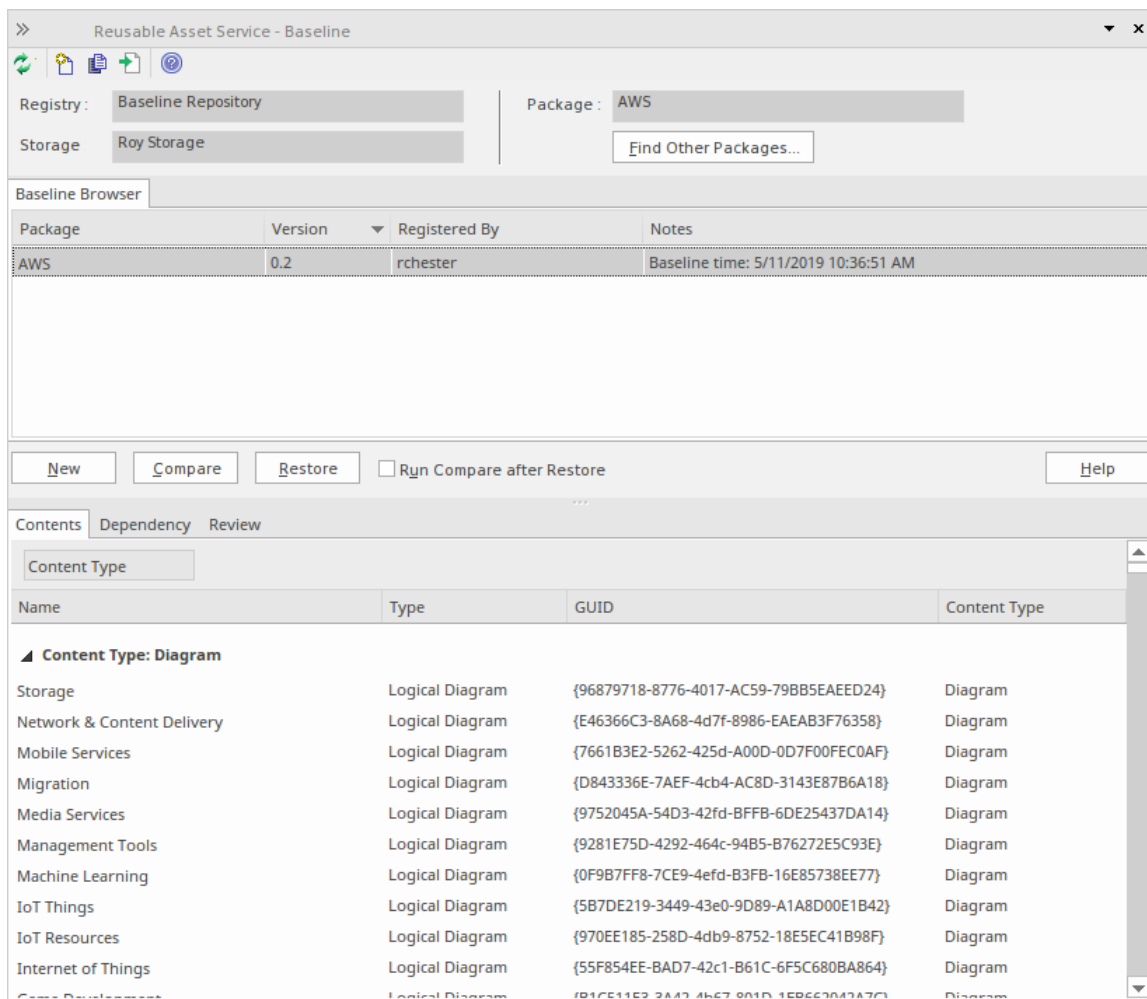 Reusable Asset Service - Baseline
Registry : Baseline Repository Package : AWS
Storage Roy Storage Find Other Packages...
Baseline Browser
Package Version Registered By Notes
AWS 0.2 rchester Baseline time: 5/11/2019 10:36:51 AM
New Compare Restore Run Compare after Restore Help
Contents Dependency Review
Content Type
Name Type GUID Content Type
Content Type: Diagram
Storage Logical Diagram {96879718-8776-4017-AC59-79BB5EAEED24} Diagram
Network & Content Delivery Logical Diagram {E46366C3-8A68-4d7f-8986-EAEAB3F76358} Diagram
Mobile Services Logical Diagram {7661B3E2-5262-425d-A00D-0D7F00FEC0AF} Diagram
Migration Logical Diagram {D843336E-7AEF-4cb4-AC8D-3143E87B6A18} Diagram
Media Services Logical Diagram {9752045A-54D3-42fd-BFFB-6DE25437DA14} Diagram
Management Tools Logical Diagram {9281E75D-4292-464c-94B5-B76272E5C93E} Diagram
Machine Learning Logical Diagram {0F9B7FF8-7CE9-4efd-B3FB-16E85738EE77} Diagram
IoT Things Logical Diagram {5B7DE219-3449-43e0-9D89-A1A8D00E1B42} Diagram
IoT Resources Logical Diagram {970EE185-258D-4db9-8752-18E5EC41B98F} Diagram
Internet of Things Logical Diagram {55F854EE-BAD7-42c1-B61C-6F5C680BA864} Diagram
Game Development Logical Diagram Diagram